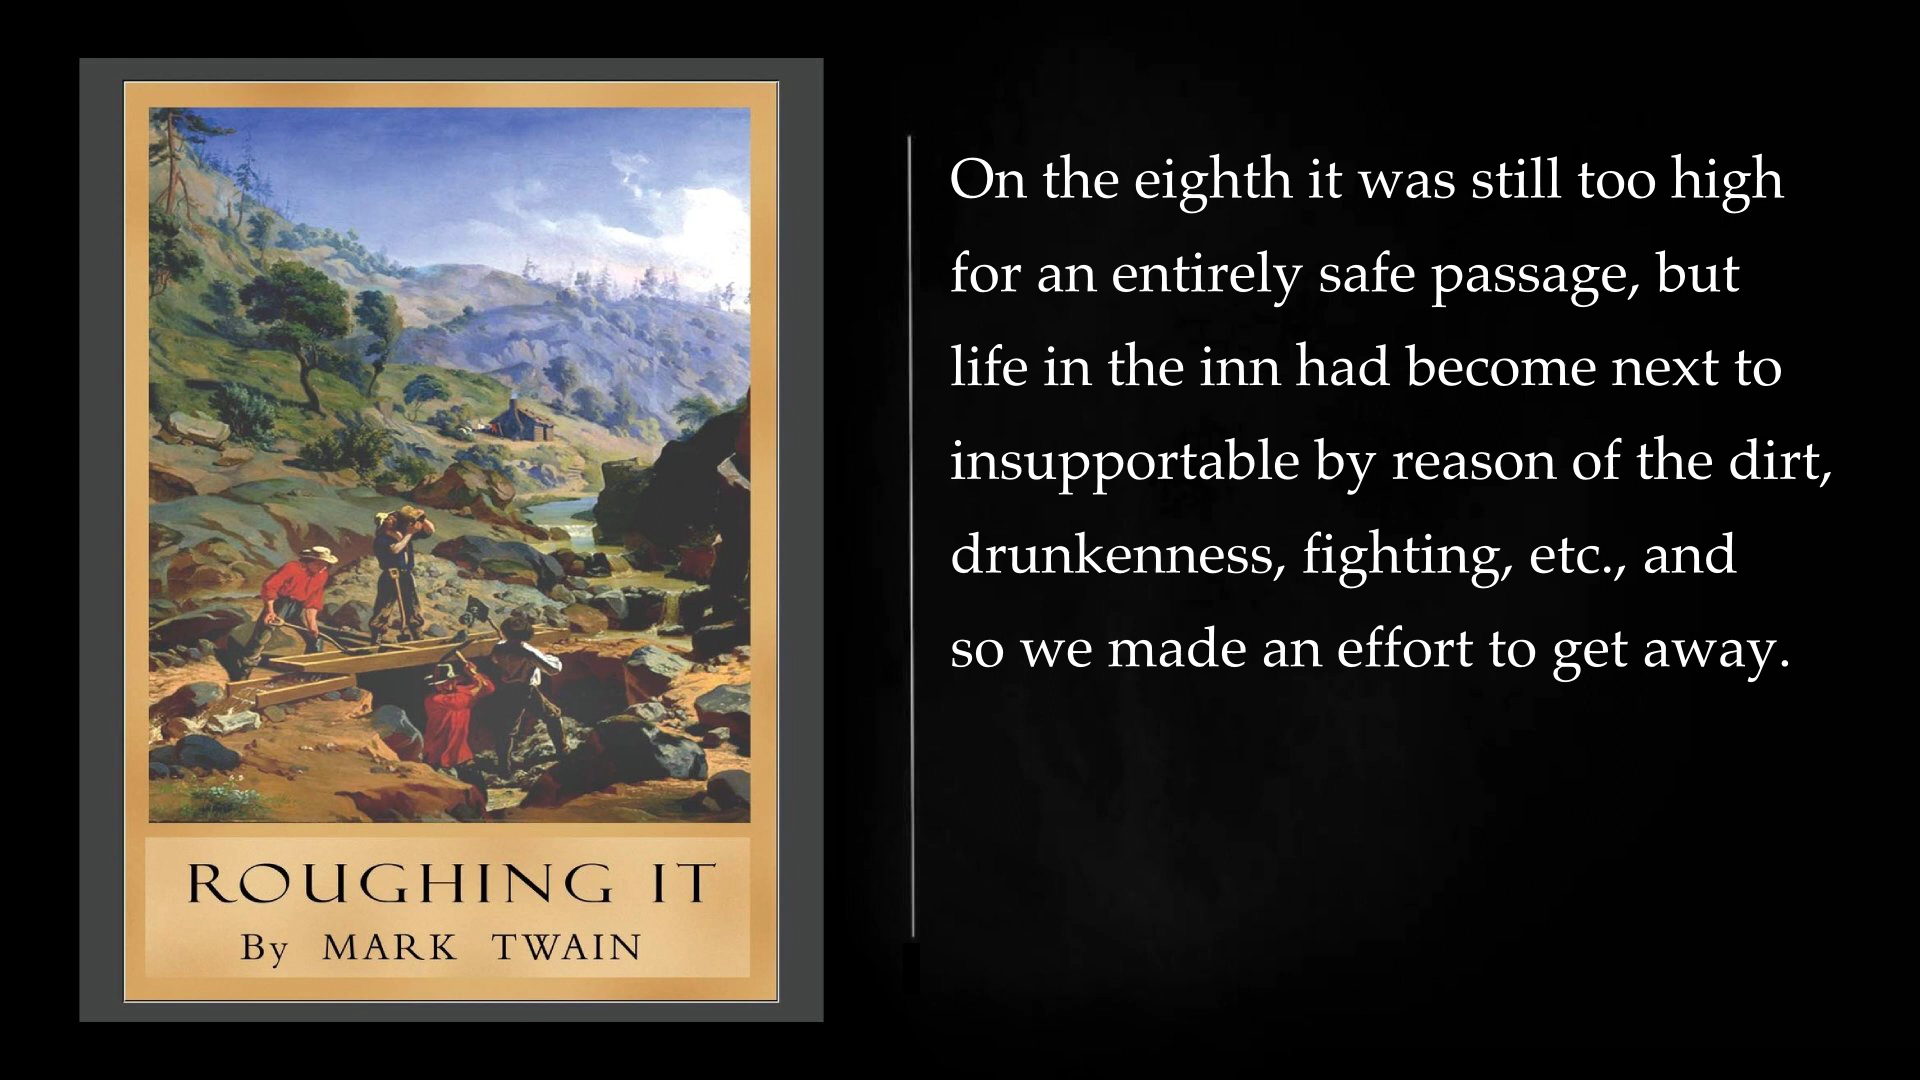 ROUGHING IT
By MARK TWAIN
On the eighth it was still too high
for an entirely safe passage, but
life in the inn had become next to
insupportable by reason of the dirt,
drunkenness, fighting, etc., and
so we made an effort to get away.